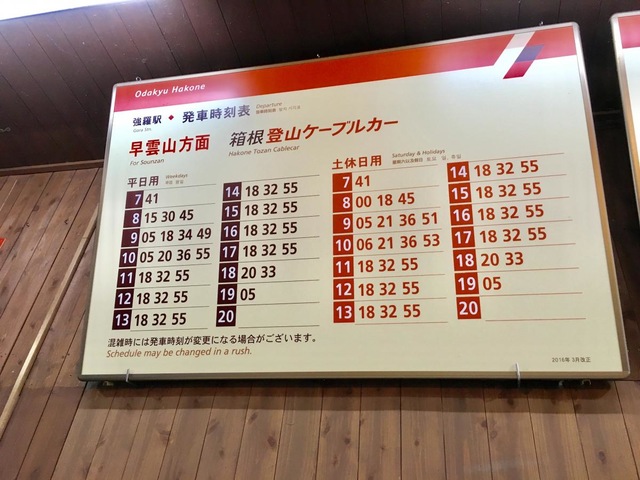 Odakyu Hakone
強羅駅 ◆ 発車時刻表 Departure
Gora Stn.
早雲山方面 箱根登山ケーブルカー
For Sounzan Hakone Tozan Cablecar
平日用 Weekdays
7 41
8 15 30 45
9 05 18 34 49
10 05 20 36 55
11 18 32 55
12 18 32 55
13 18 32 55
14 18 32 55
15 18 32 55
16 18 32 55
17 18 32 55
18 20 33
19 05
20
土休日用 Saturday & Holidays
7 41
8 00 18 45
9 05 21 36 51
10 06 21 36 53
11 18 32 55
12 18 32 55
13 18 32 55
14 18 32 55
15 18 32 55
16 18 32 55
17 18 32 55
18 20 33
19 05
20
混雑時には発車時刻が変更になる場合がございます。
Schedule may be changed in a rush.
2018年 3月改正